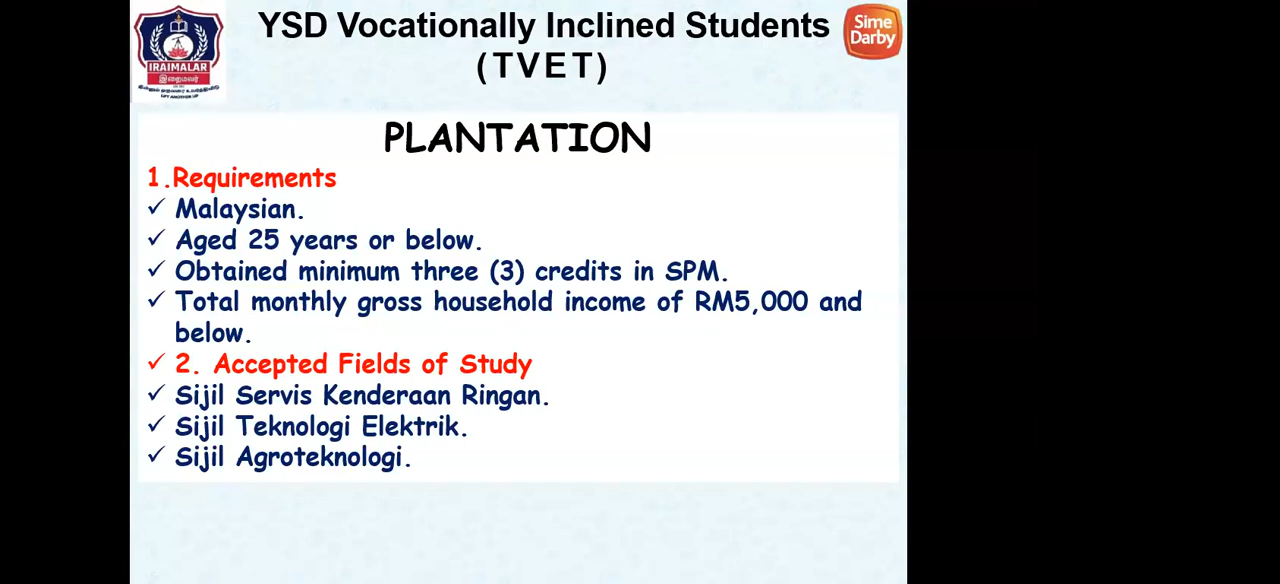 YSD Vocationally Inclined Students
(TVET)
Sime
Darby
IRAIMALAR
இறைமலர்
PLANTATION
1.Requirements
✓ Malaysian.
✓ Aged 25 years or below.
✓ Obtained minimum three (3) credits in SPM.
✓ Total monthly gross household income of RM5,000 and
below.
✓ 2. Accepted Fields of Study
✓ Sijil Servis Kenderaan Ringan.
✓ Sijil Teknologi Elektrik.
✓ Sijil Agroteknologi.